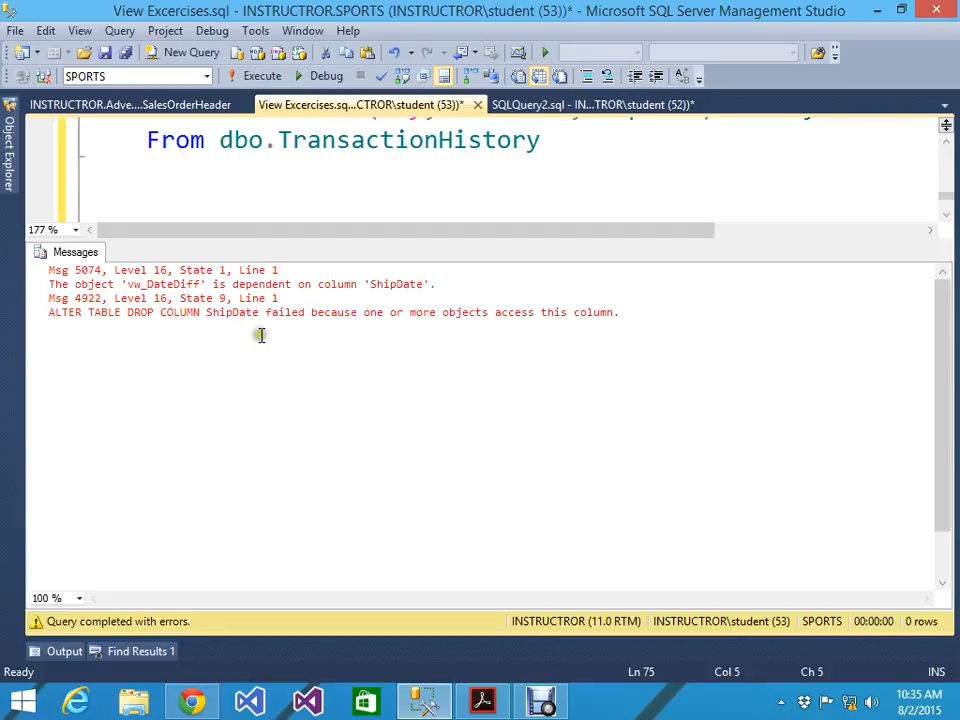 View Excercises.sql - INSTRUCTROR.SPORTS (INSTRUCTROR\student (53))* - Microsoft SQL Server Management Studio
File Edit View Query Project Debug Tools Window Help
New Query
SPORTS Execute Debug
INSTRUCTROR.Adve....SalesOrderHeader View Excercises.sq...CTROR\student (53))* SQLQuery2.sql - IN...TROR\student (52))*
Object Explorer
From dbo.TransactionHistory
177 %
Messages
Msg 5074, Level 16, State 1, Line 1
The object 'vw_DateDiff' is dependent on column 'ShipDate'.
Msg 4922, Level 16, State 9, Line 1
ALTER TABLE DROP COLUMN ShipDate failed because one or more objects access this column.
100 %
Query completed with errors. INSTRUCTROR (11.0 RTM) INSTRUCTROR\student (53) SPORTS 00:00:00 0 rows
Output Find Results 1
Ready Ln 75 Col 5 Ch 5 INS
10:35 AM
8/2/2015